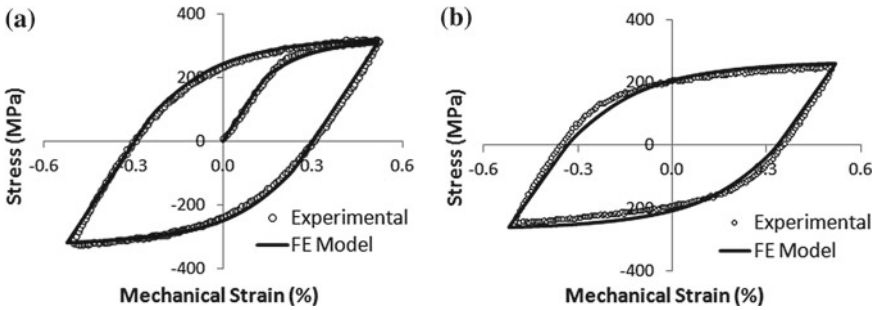 (a)
400
200
0
-0.6
-0.3
0.0
0.3
0.6
-200
-400
Stress (MPa)
Experimental
FE Model
Mechanical Strain (%)
(b)
400
200
0
-0.6
-0.3
0.0
0.3
0.6
-200
-400
Stress (MPa)
Experimental
FE Model
Mechanical Strain (%)